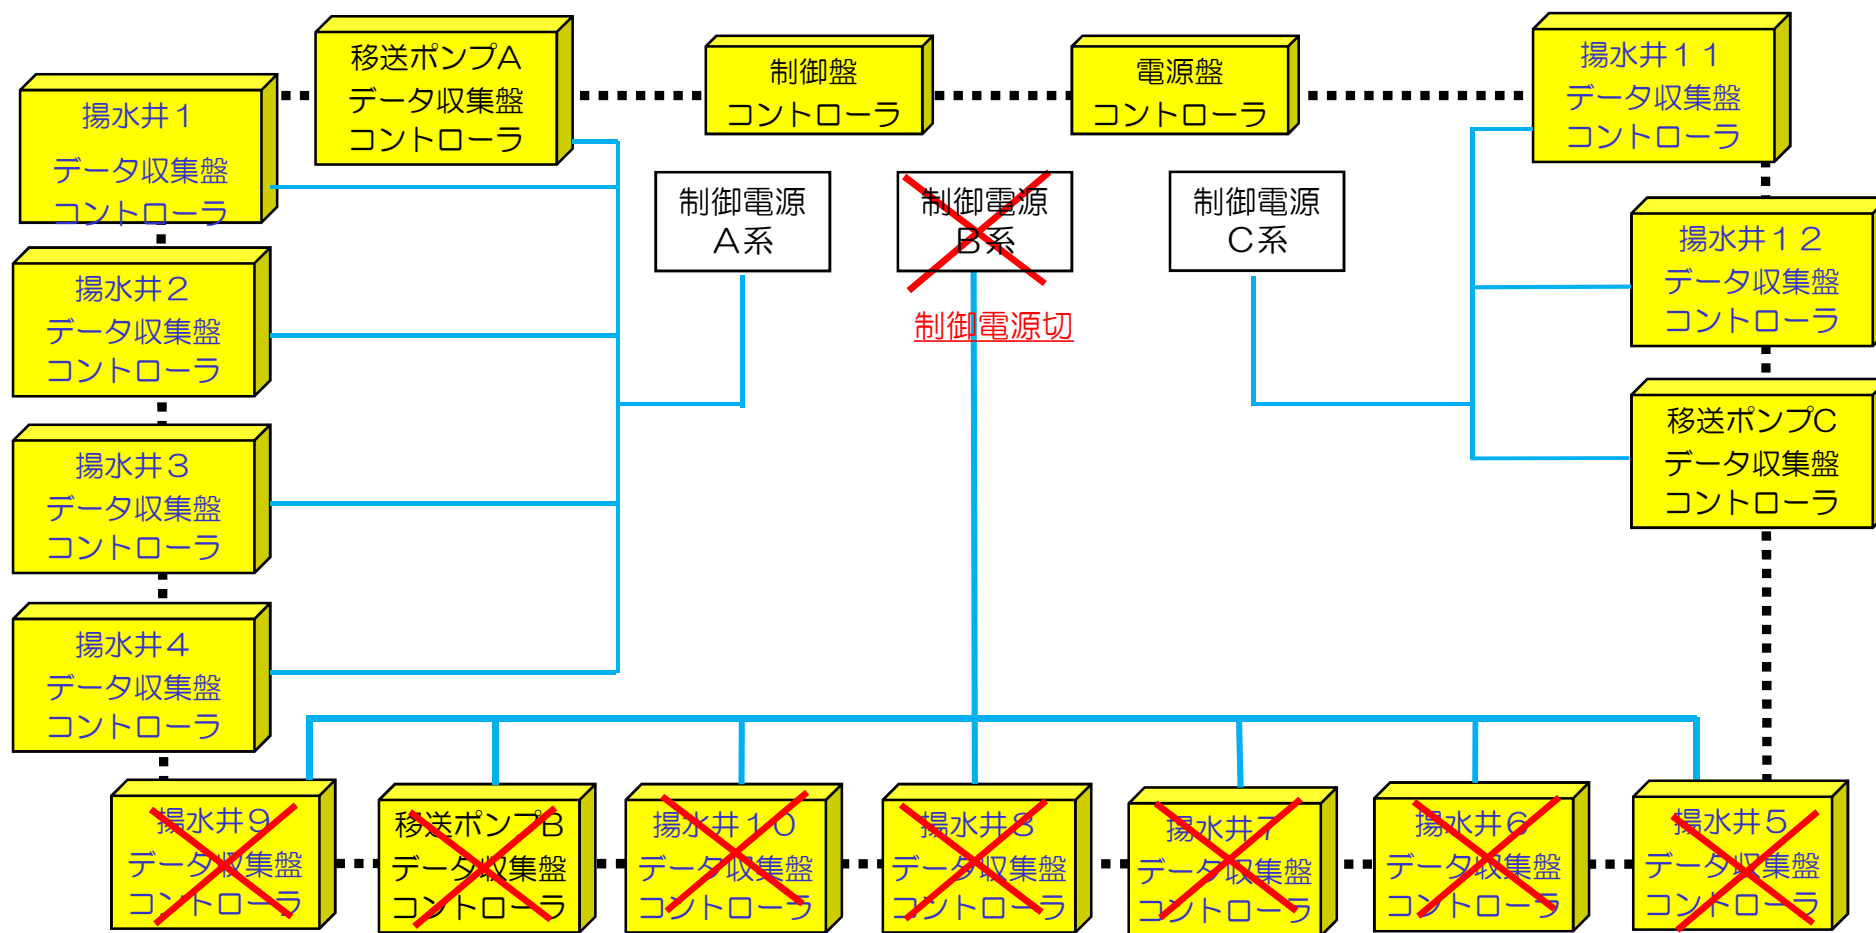 移送ポンプA
データ収集盤
コントローラ
制御盤
コントローラ
電源盤
コントローラ
揚水井11
データ収集盤
コントローラ
揚水井1
データ収集盤
コントローラ
制御電源
A系
制御電源
B系
制御電源
C系
制御電源切
揚水井12
データ収集盤
コントローラ
揚水井2
データ収集盤
コントローラ
移送ポンプC
データ収集盤
コントローラ
揚水井3
データ収集盤
コントローラ
揚水井4
データ収集盤
コントローラ
揚水井9
データ収集盤
コントローラ
移送ポンプB
データ収集盤
コントローラ
揚水井10
データ収集盤
コントローラ
揚水井8
データ収集盤
コントローラ
揚水井7
データ収集盤
コントローラ
揚水井6
データ収集盤
コントローラ
揚水井5
データ収集盤
コントローラ